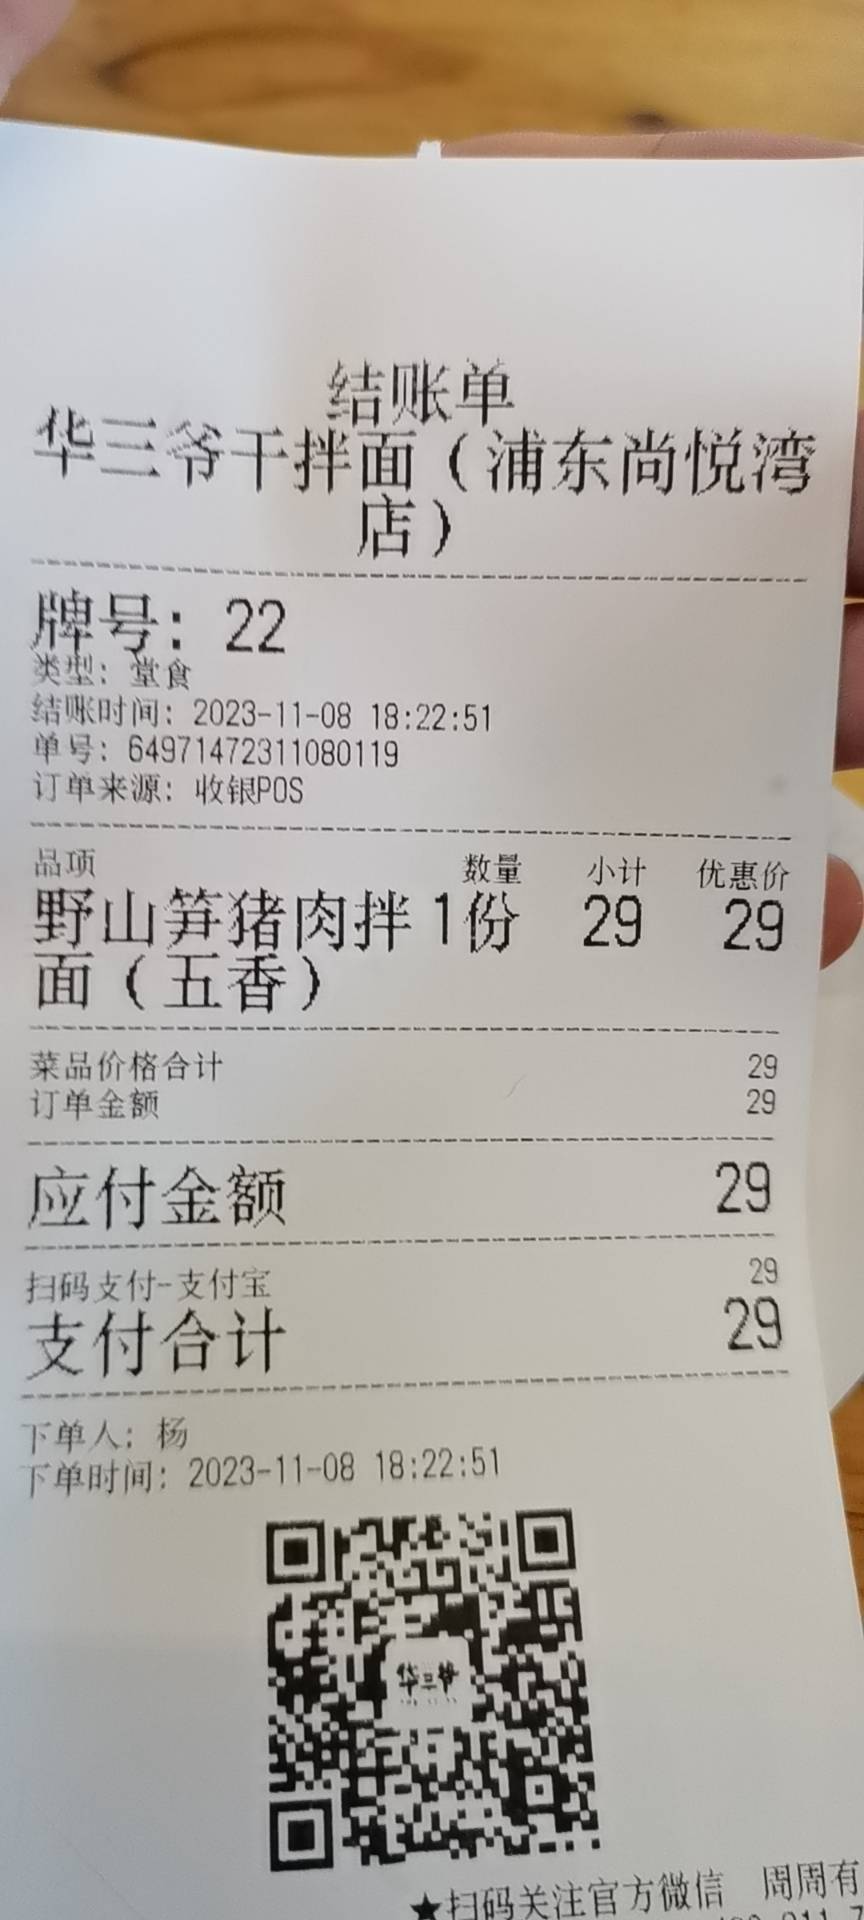 结账单
华三爷干拌面（浦东尚悦湾
店）
牌号：22
类型：堂食
结账时间：2023-11-08 18:22:51
单号：64971472311080119
订单来源：收银POS
品项 数量 小计 优惠价
野山笋猪肉拌 1份 29 29
面（五香）
菜品价格合计 29
订单金额 29
应付金额 29
扫码支付-支付宝 29
支付合计 29
下单人：杨
下单时间：2023-11-08 18:22:51
华三爷
★扫码关注官方微信 周周有